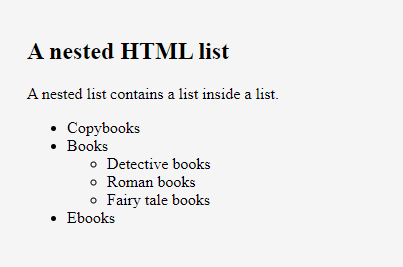 A nested HTML list
A nested list contains a list inside a list.
Copybooks
Books
Detective books
Roman books
Fairy tale books
Ebooks